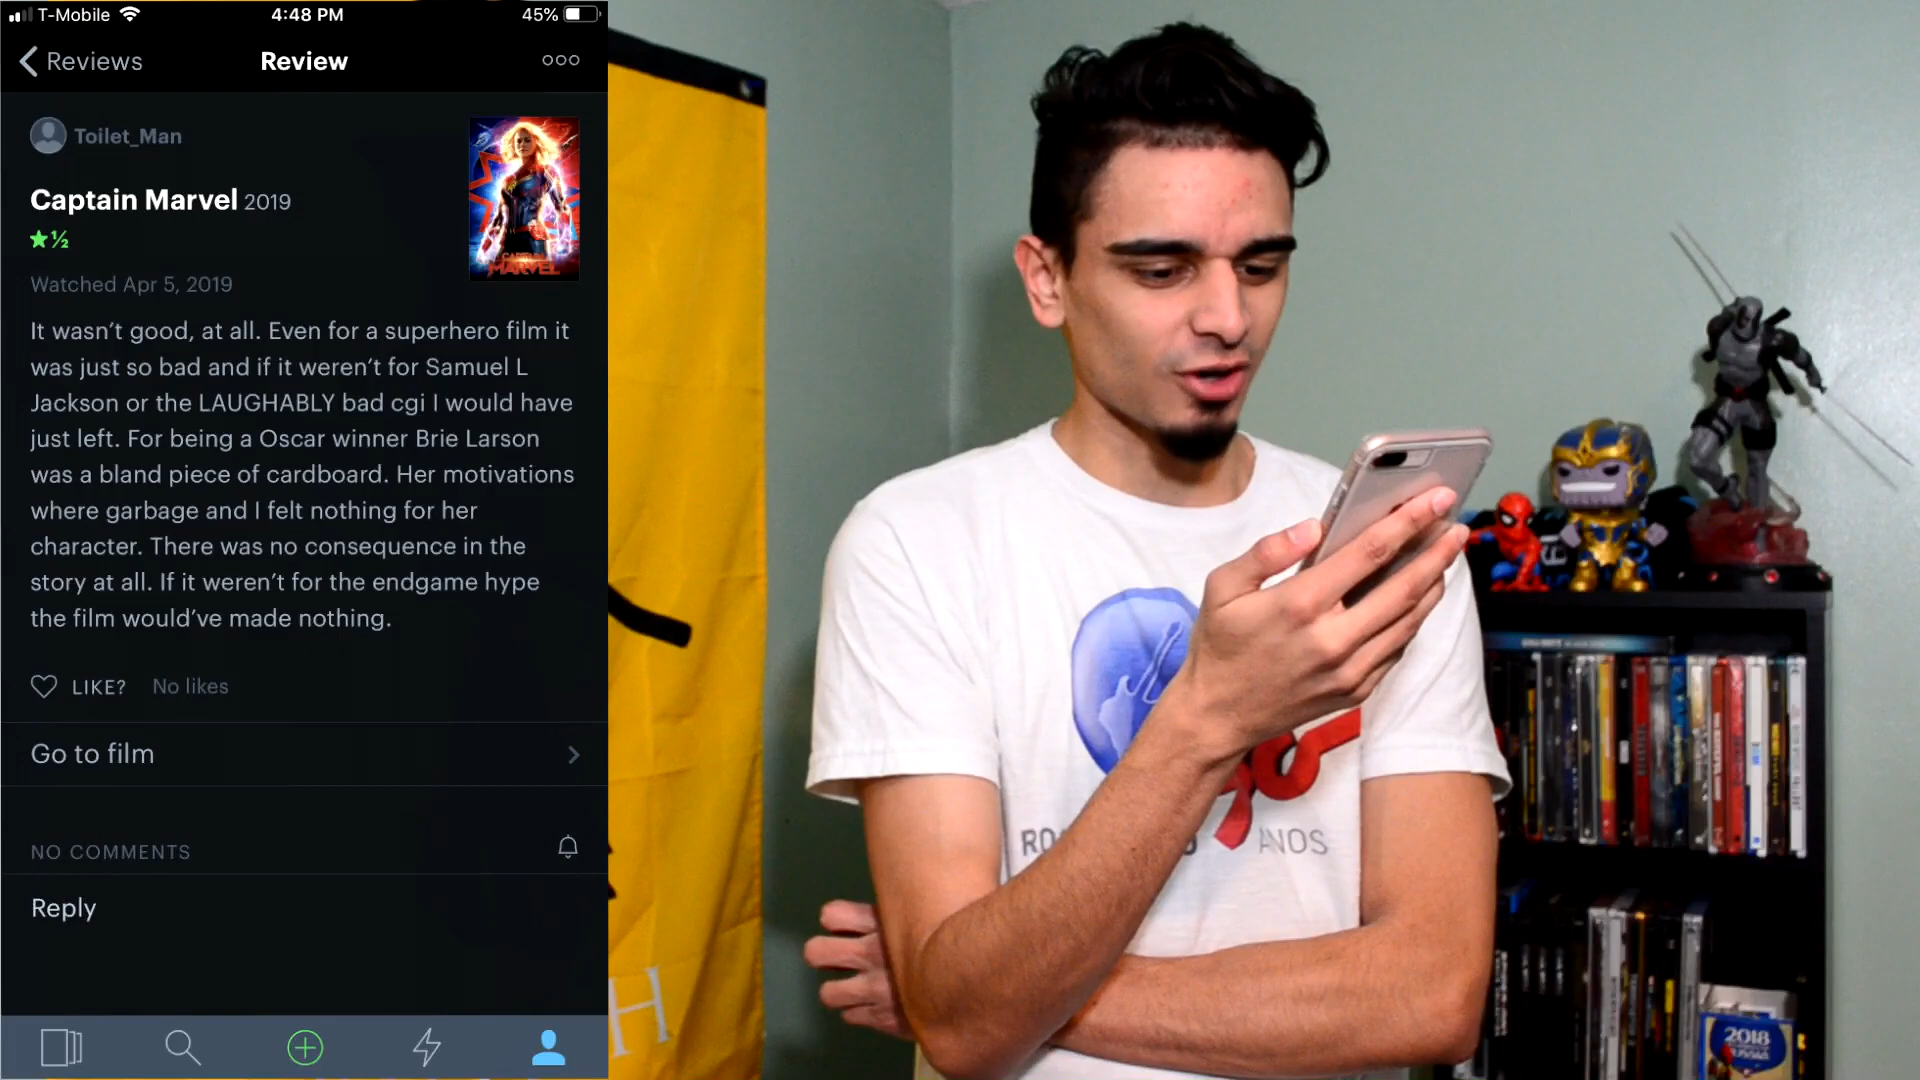 T-Mobile 4:48 PM 45%
Reviews Review
Toilet_Man
Captain Marvel 2019
★½
Watched Apr 5, 2019
It wasn't good, at all. Even for a superhero film it
was just so bad and if it weren't for Samuel L
Jackson or the LAUGHABLY bad cgi I would have
just left. For being a Oscar winner Brie Larson
was a bland piece of cardboard. Her motivations
where garbage and I felt nothing for her
character. There was no consequence in the
story at all. If it weren't for the endgame hype
the film would've made nothing.
LIKE? No likes
Go to film
NO COMMENTS
Reply
CAPTAIN
MARVEL
H
ANOS
2018